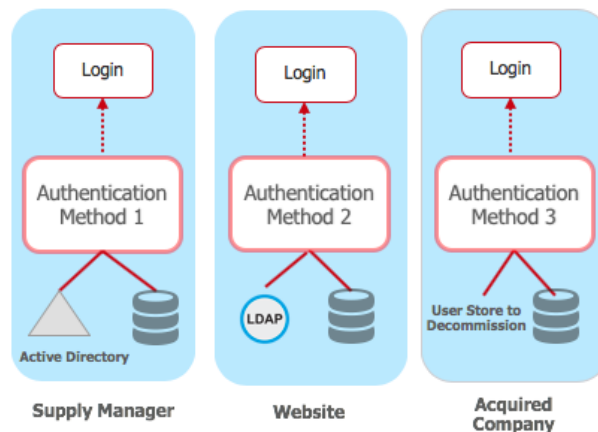 Login
Authentication
Method 1
Active Directory
Supply Manager
Login
Authentication
Method 2
LDAP
Website
Login
Authentication
Method 3
User Store to
Decommission
Acquired
Company